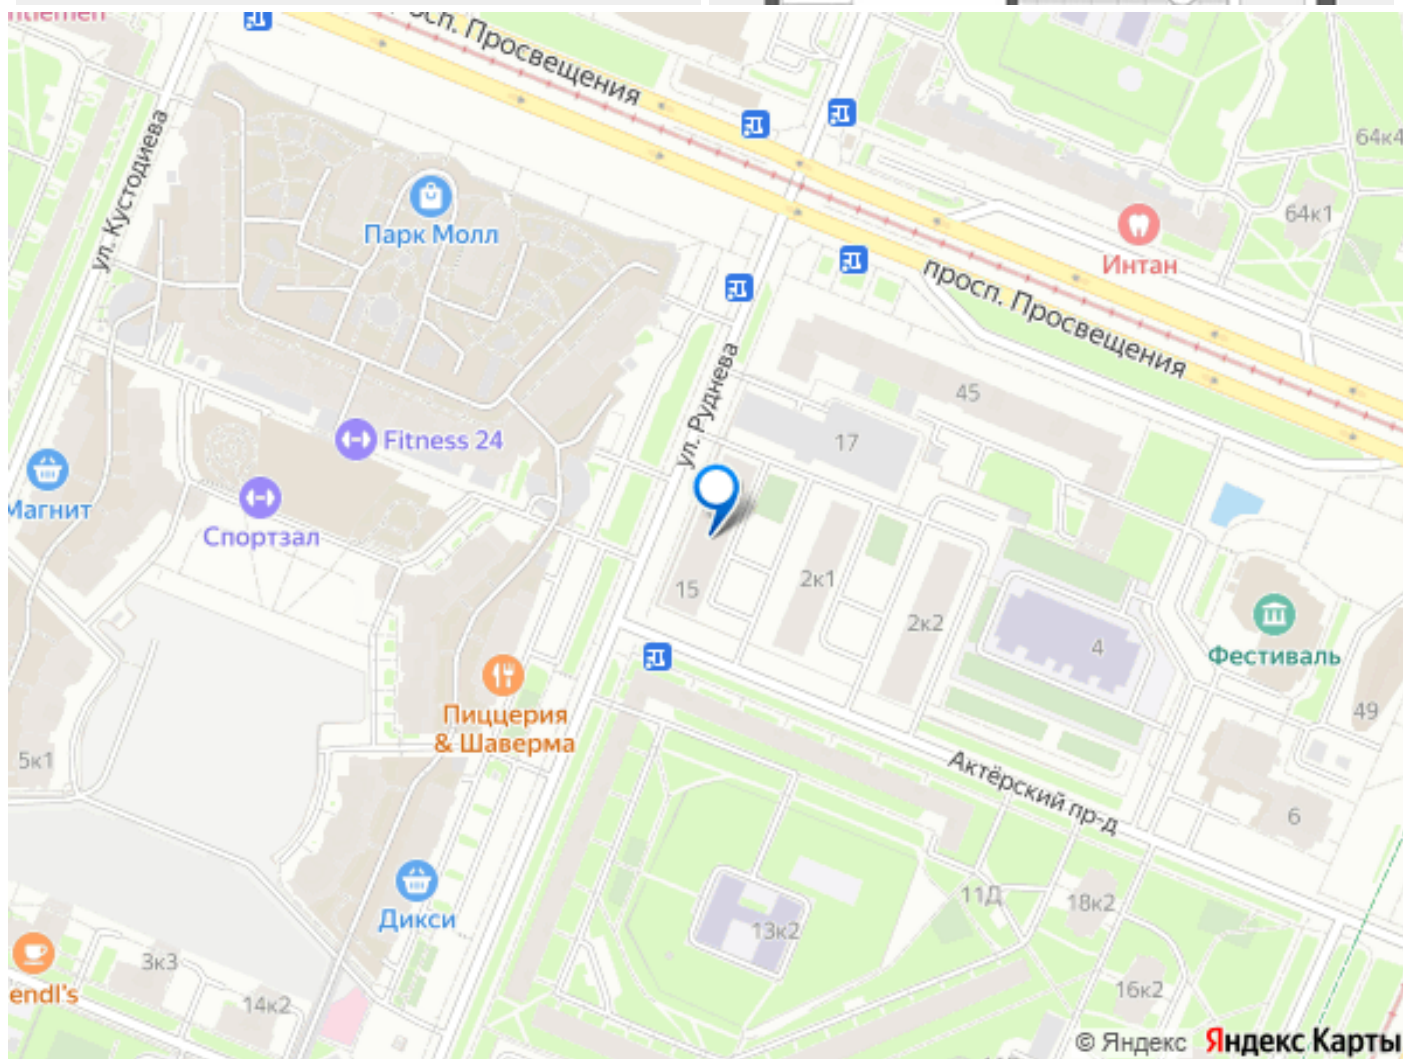 просп. Просвещения
ул. Кустодиева
64к4
64к1
Парк Молл
Интан
просп. Просвещения
ул. Руднева
45
17
Fitness 24
Магнит
Спортзал
15
2к1
2к2
4
Фестиваль
49
Пиццерия
& Шаверма
5к1
Актёрский пр-д
6
Дикси
11Д
18к2
13к2
3к3
14к2
16к2
endl's
© Яндекс Яндекс Карты